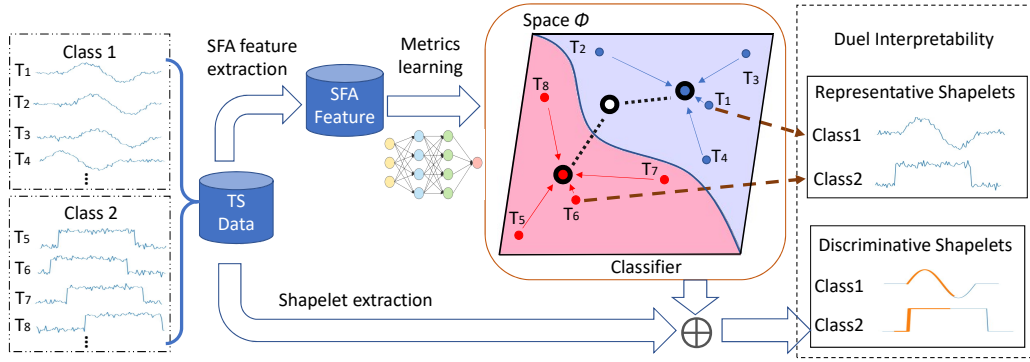 Class 1
T1
T2
T3
T4
Class 2
T5
T6
T7
T8
TS
Data
SFA feature
extraction
SFA
Feature
Metrics
learning
Space Φ
T2
T3
T8
T1
T4
T7
T5
T6
Classifier
Shapelet extraction
Duel Interpretability
Representative Shapelets
Class1
Class2
Discriminative Shapelets
Class1
Class2